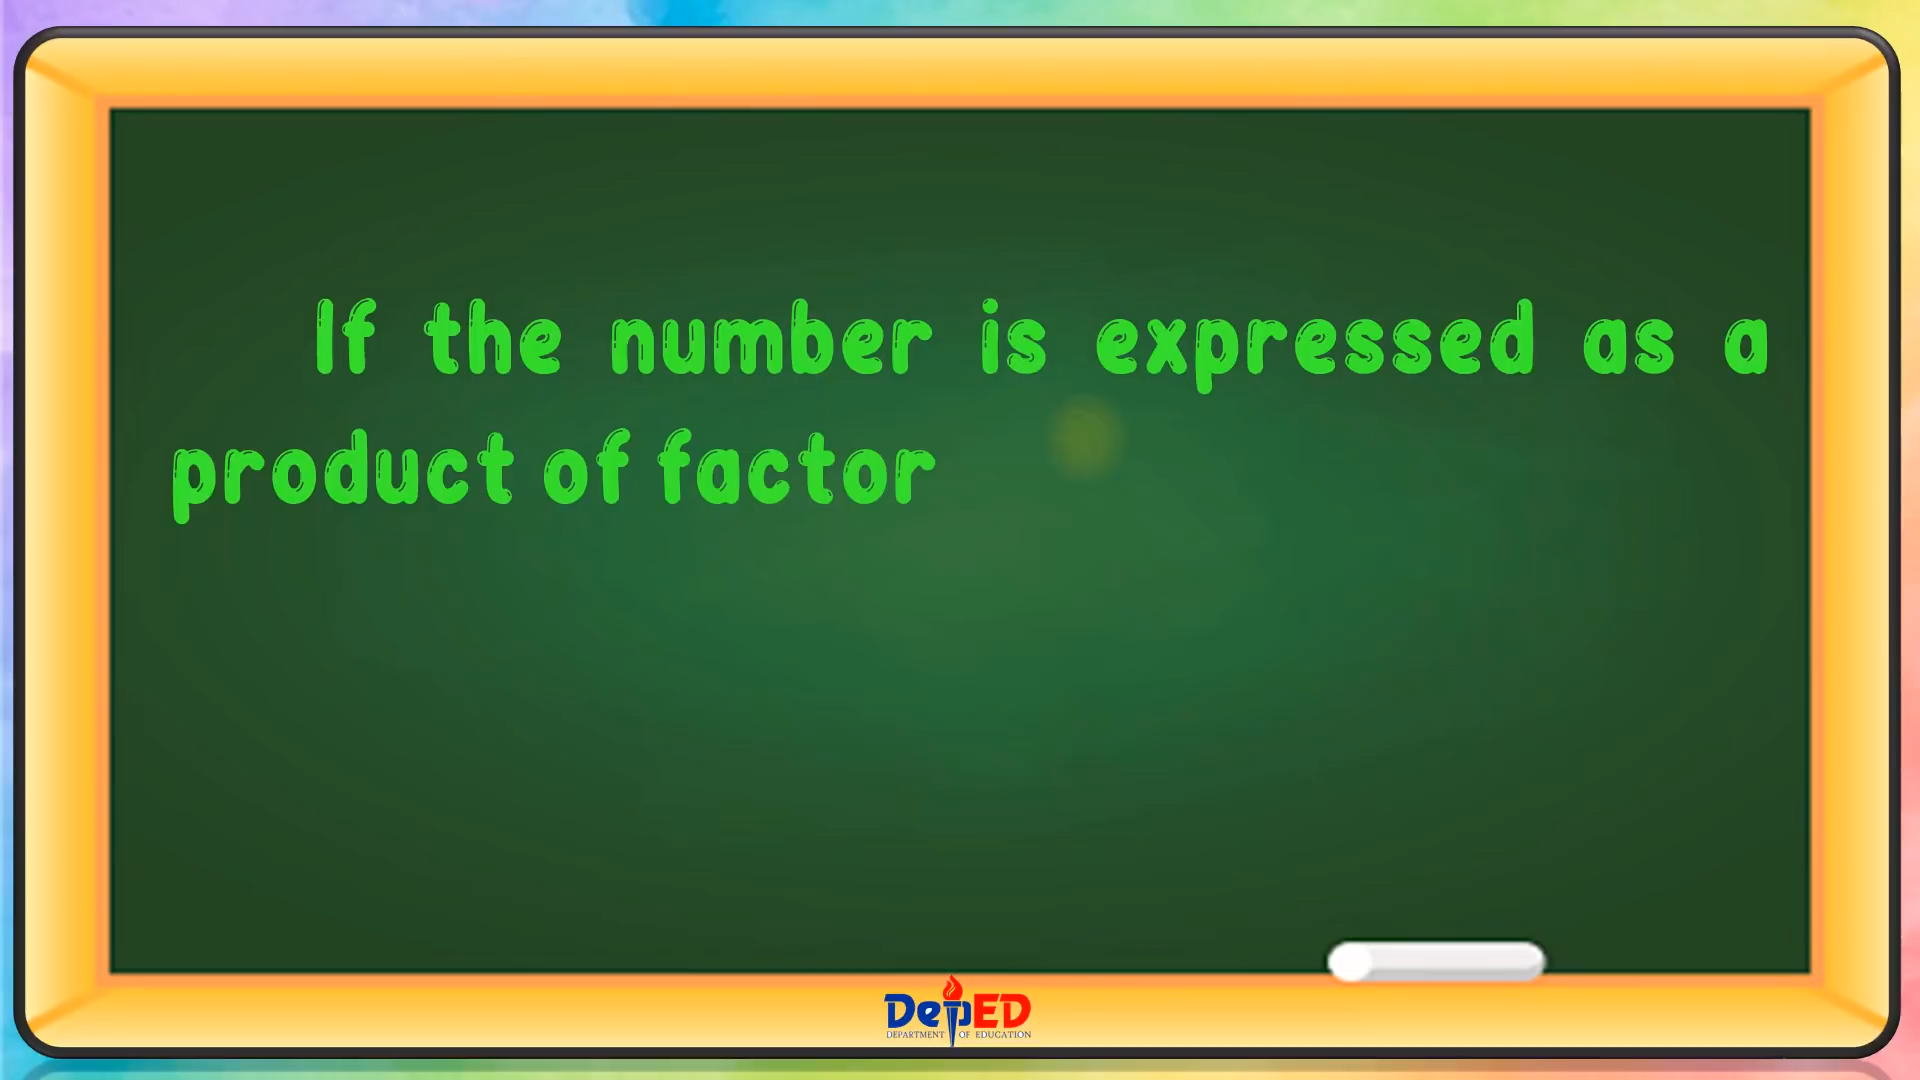 If the number is expressed as a
product of factor
DepED
DEPARTMENT OF EDUCATION